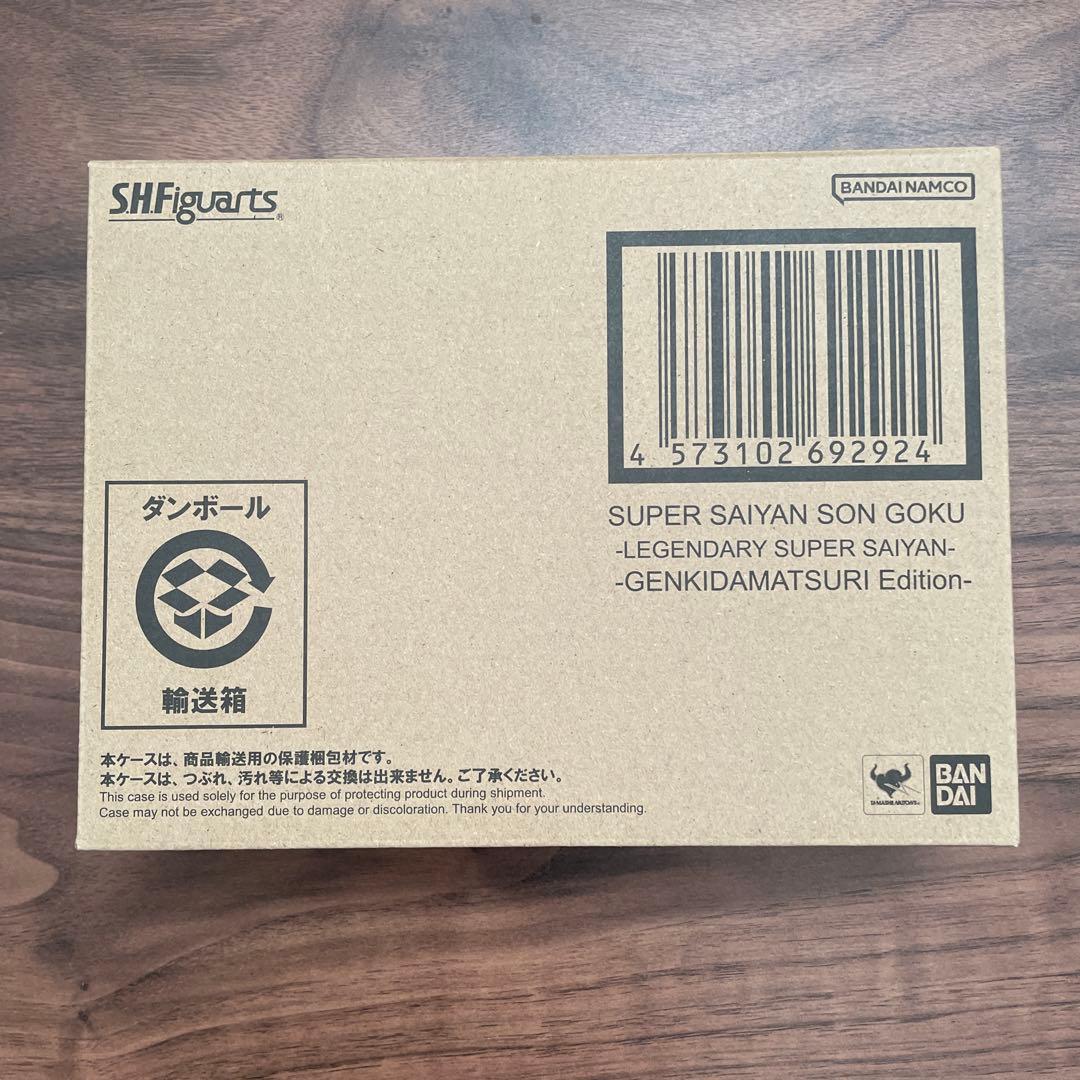 S.H.Figuarts®
BANDAI NAMCO
4 573102 692924
SUPER SAIYAN SON GOKU
-LEGENDARY SUPER SAIYAN-
-GENKIDAMATSURI Edition-
ダンボール
輸送箱
本ケースは、商品輸送用の保護梱包材です。
本ケースは、つぶれ、汚れ等による交換は出来ません。ご了承ください。
This case is used solely for the purpose of protecting product during shipment.
Case may not be exchanged due to damage or discoloration. Thank you for your understanding.
BAN
DAI